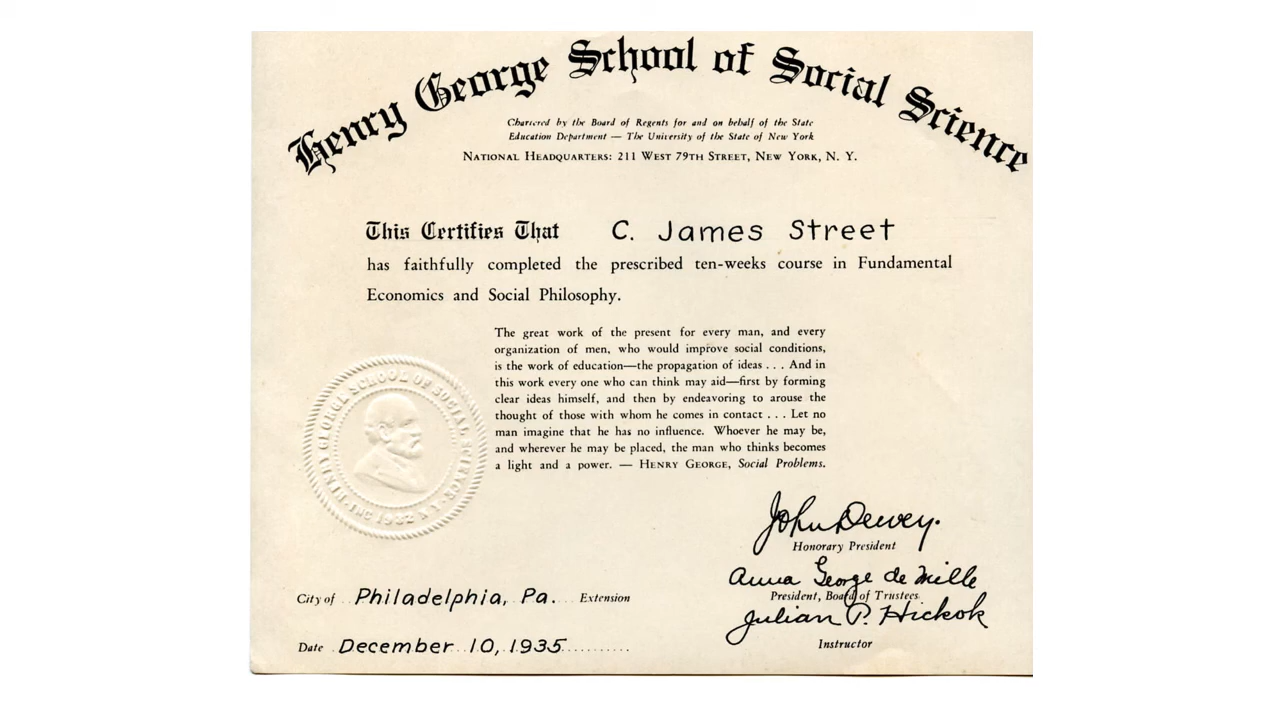 Henry George School of Social Science
Chartered by the Board of Regents for and on behalf of the State
Education Department — The University of the State of New York
National Headquarters: 211 West 79th Street, New York, N. Y.
This Certifies That C. James Street
has faithfully completed the prescribed ten-weeks course in Fundamental
Economics and Social Philosophy.
The great work of the present for every man, and every
organization of men, who would improve social conditions,
is the work of education—the propagation of ideas . . . And in
this work every one who can think may aid—first by forming
clear ideas himself, and then by endeavoring to arouse the
thought of those with whom he comes in contact . . . Let no
man imagine that he has no influence. Whoever he may be,
and wherever he may be placed, the man who thinks becomes
a light and a power. — Henry George, Social Problems.
HENRY GEORGE SCHOOL OF SOCIAL SCIENCE
INC 1932 N.Y.
John Dewey.
Honorary President
Anna George de Mille
President, Board of Trustees
Julian P. Hickok
Instructor
City of Philadelphia, Pa. Extension
Date December 10, 1935